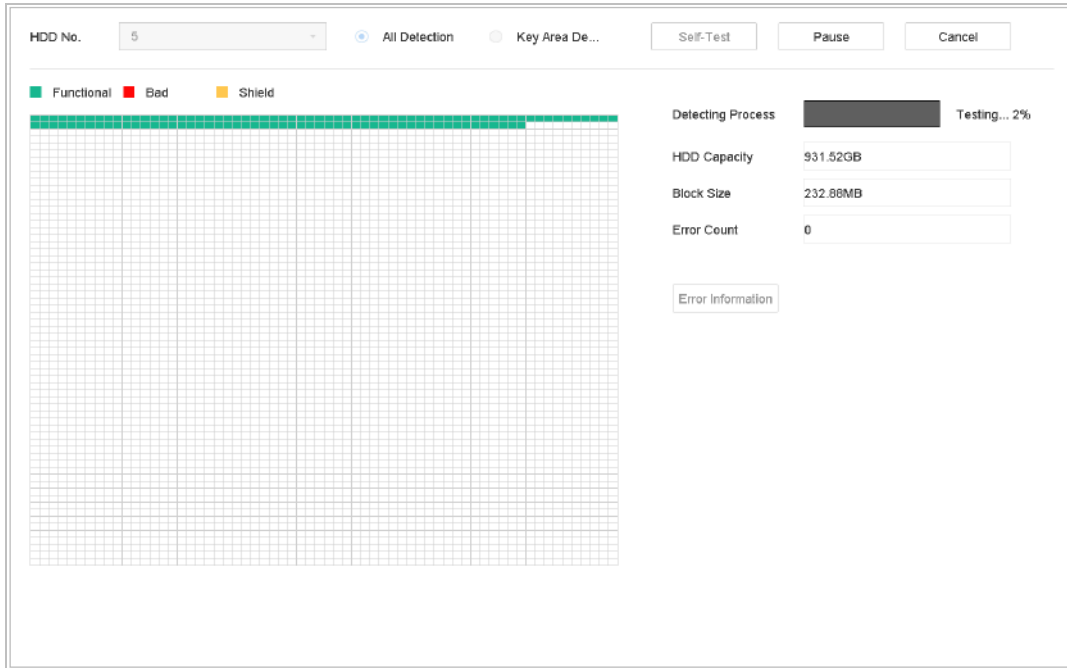 HDD No. 5 All Detection Key Area De... Self-Test Pause Cancel
Functional Bad Shield
Detecting Process Testing... 2%
HDD Capacity 931.52GB
Block Size 232.88MB
Error Count 0
Error Information